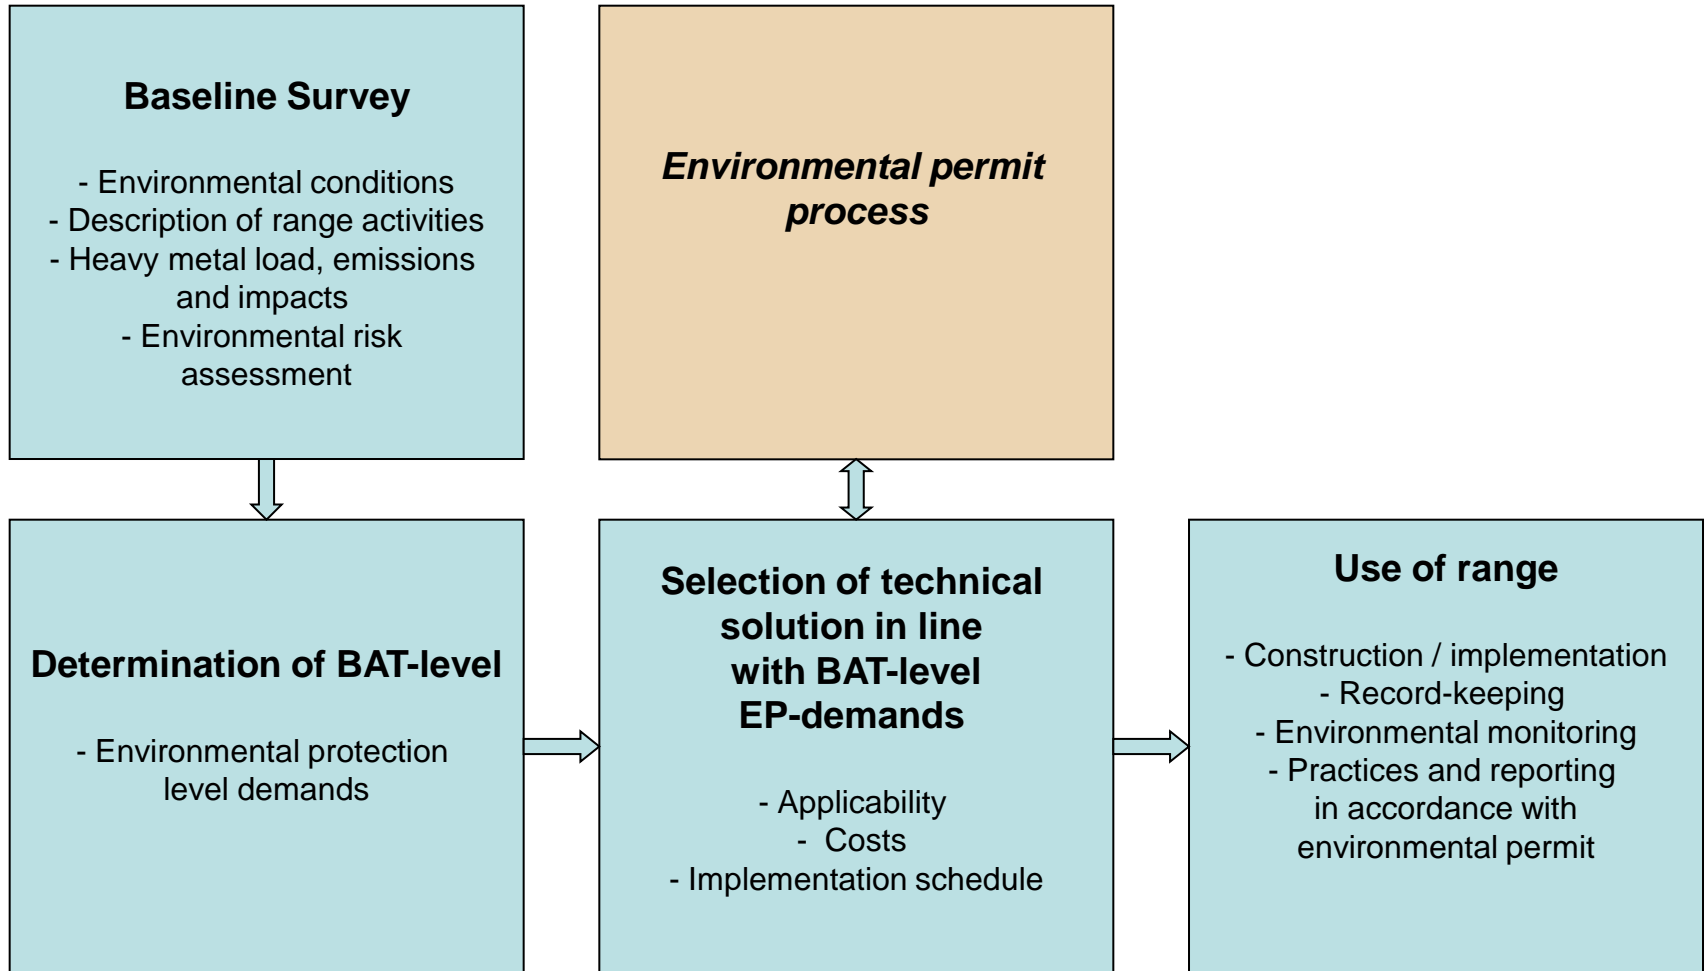 Baseline Survey
- Environmental conditions
- Description of range activities
- Heavy metal load, emissions
and impacts
- Environmental risk
assessment
Environmental permit
process
Determination of BAT-level
- Environmental protection
level demands
Selection of technical
solution in line
with BAT-level
EP-demands
- Applicability
- Costs
- Implementation schedule
Use of range
- Construction / implementation
- Record-keeping
- Environmental monitoring
- Practices and reporting
in accordance with
environmental permit